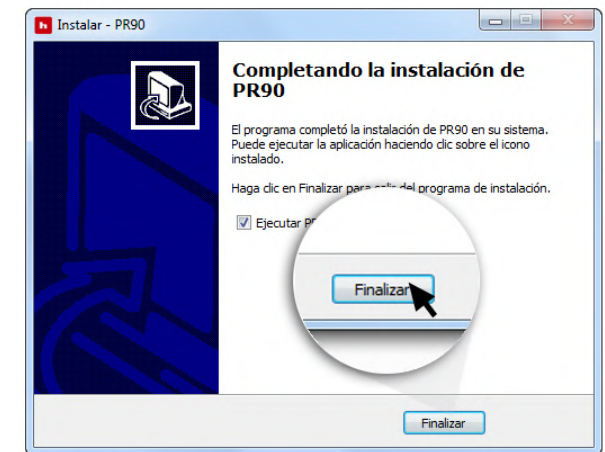 Instalar - PR90
Completando la instalación de
PR90
El programa completó la instalación de PR90 en su sistema.
Puede ejecutar la aplicación haciendo clic sobre el icono
instalado.
Haga clic en Finalizar para salir del programa de instalación.
Ejecutar
Finalizar
Finalizar